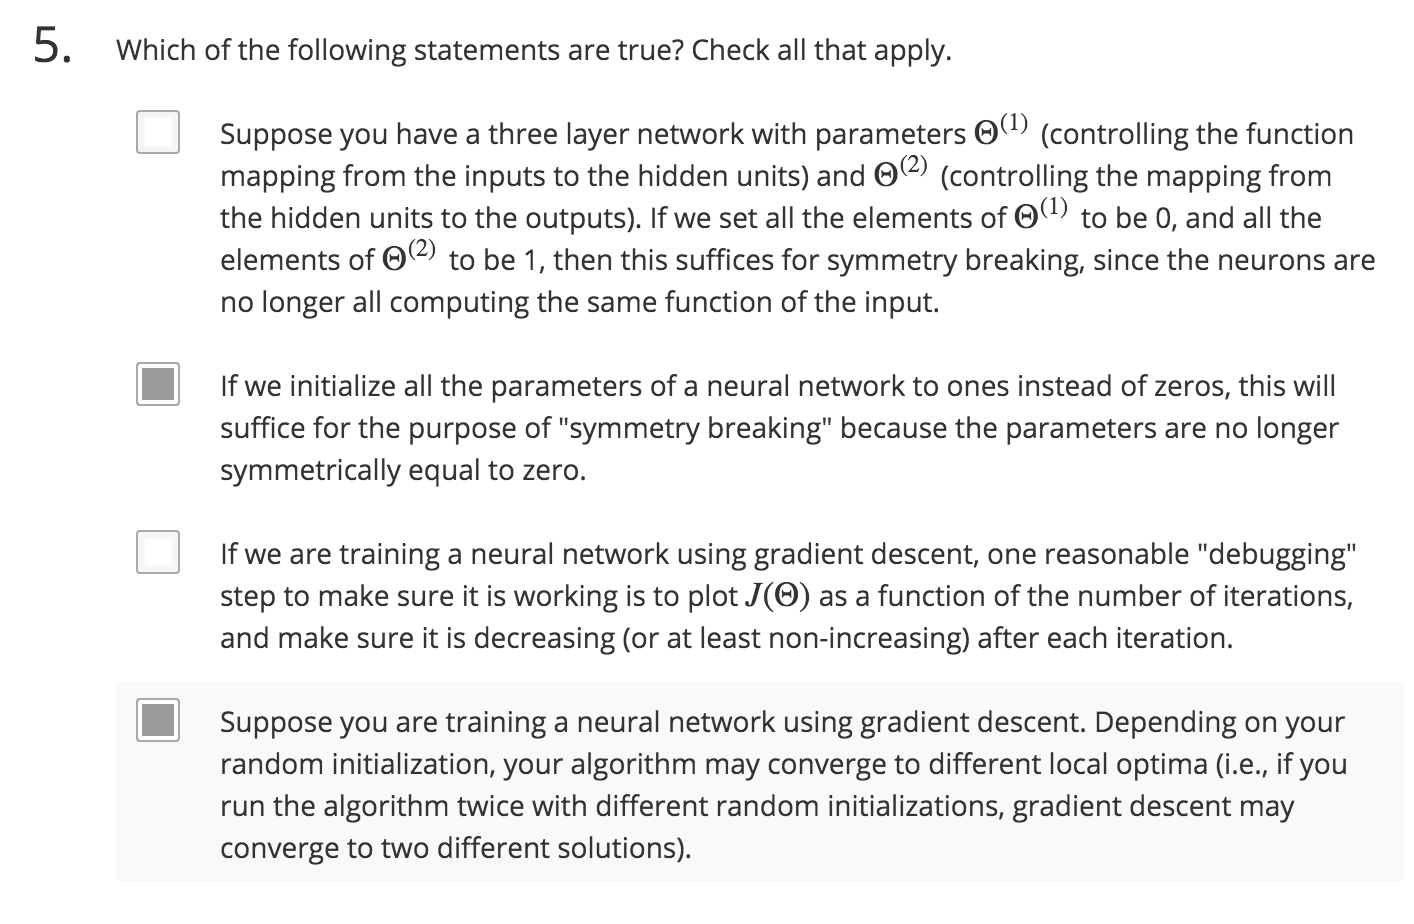 5. Which of the following statements are true? Check all that apply.
Suppose you have a three layer network with parameters Θ⁽¹⁾ (controlling the function
mapping from the inputs to the hidden units) and Θ⁽²⁾ (controlling the mapping from
the hidden units to the outputs). If we set all the elements of Θ⁽¹⁾ to be 0, and all the
elements of Θ⁽²⁾ to be 1, then this suffices for symmetry breaking, since the neurons are
no longer all computing the same function of the input.
If we initialize all the parameters of a neural network to ones instead of zeros, this will
suffice for the purpose of "symmetry breaking" because the parameters are no longer
symmetrically equal to zero.
If we are training a neural network using gradient descent, one reasonable "debugging"
step to make sure it is working is to plot J(Θ) as a function of the number of iterations,
and make sure it is decreasing (or at least non-increasing) after each iteration.
Suppose you are training a neural network using gradient descent. Depending on your
random initialization, your algorithm may converge to different local optima (i.e., if you
run the algorithm twice with different random initializations, gradient descent may
converge to two different solutions).